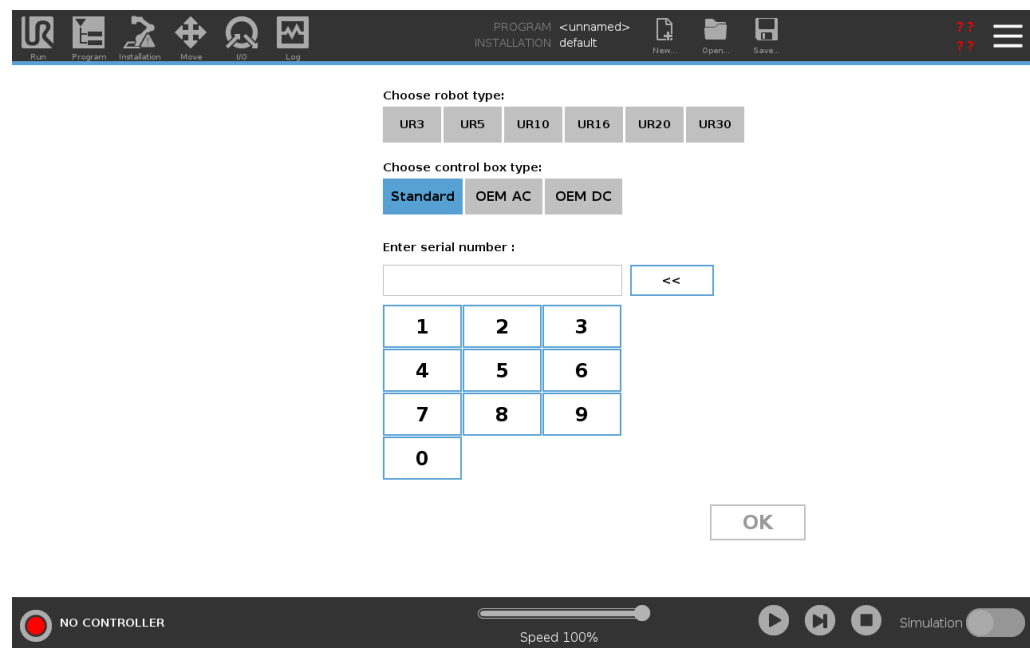 PROGRAM <unnamed>
INSTALLATION default
Run Program Installation Move I/O Log New... Open... Save...
? ?
? ?
Choose robot type:
UR3 UR5 UR10 UR16 UR20 UR30
Choose control box type:
Standard OEM AC OEM DC
Enter serial number :
<<
1 2 3
4 5 6
7 8 9
0
OK
NO CONTROLLER
Speed 100%
Simulation